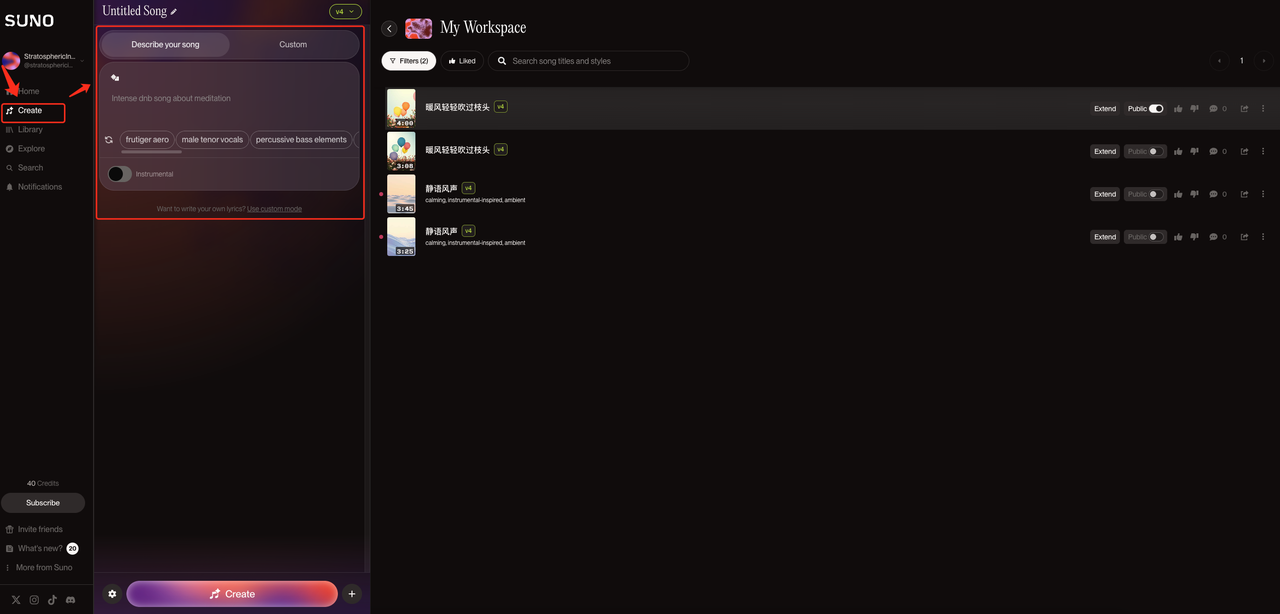 SUNO
StratosphericIn...
@stratospherici...
Home
Create
Library
Explore
Search
Notifications
40 Credits
Subscribe
Invite friends
What's new? 20
More from Suno
Untitled Song
v4
Describe your song
Custom
Intense dnb song about meditation
frutiger aero
male tenor vocals
percussive bass elements
Instrumental
Want to write your own lyrics? Use custom mode
Create
My Workspace
Filters (2)
Liked
Search song titles and styles
1
4:00
暖风轻轻吹过枝头 v4
Extend Public 0
3:08
暖风轻轻吹过枝头 v4
Extend Public 0
静语风声 v4
calming, instrumental-inspired, ambient
3:45
Extend Public 0
静语风声 v4
calming, instrumental-inspired, ambient
3:25
Extend Public 0